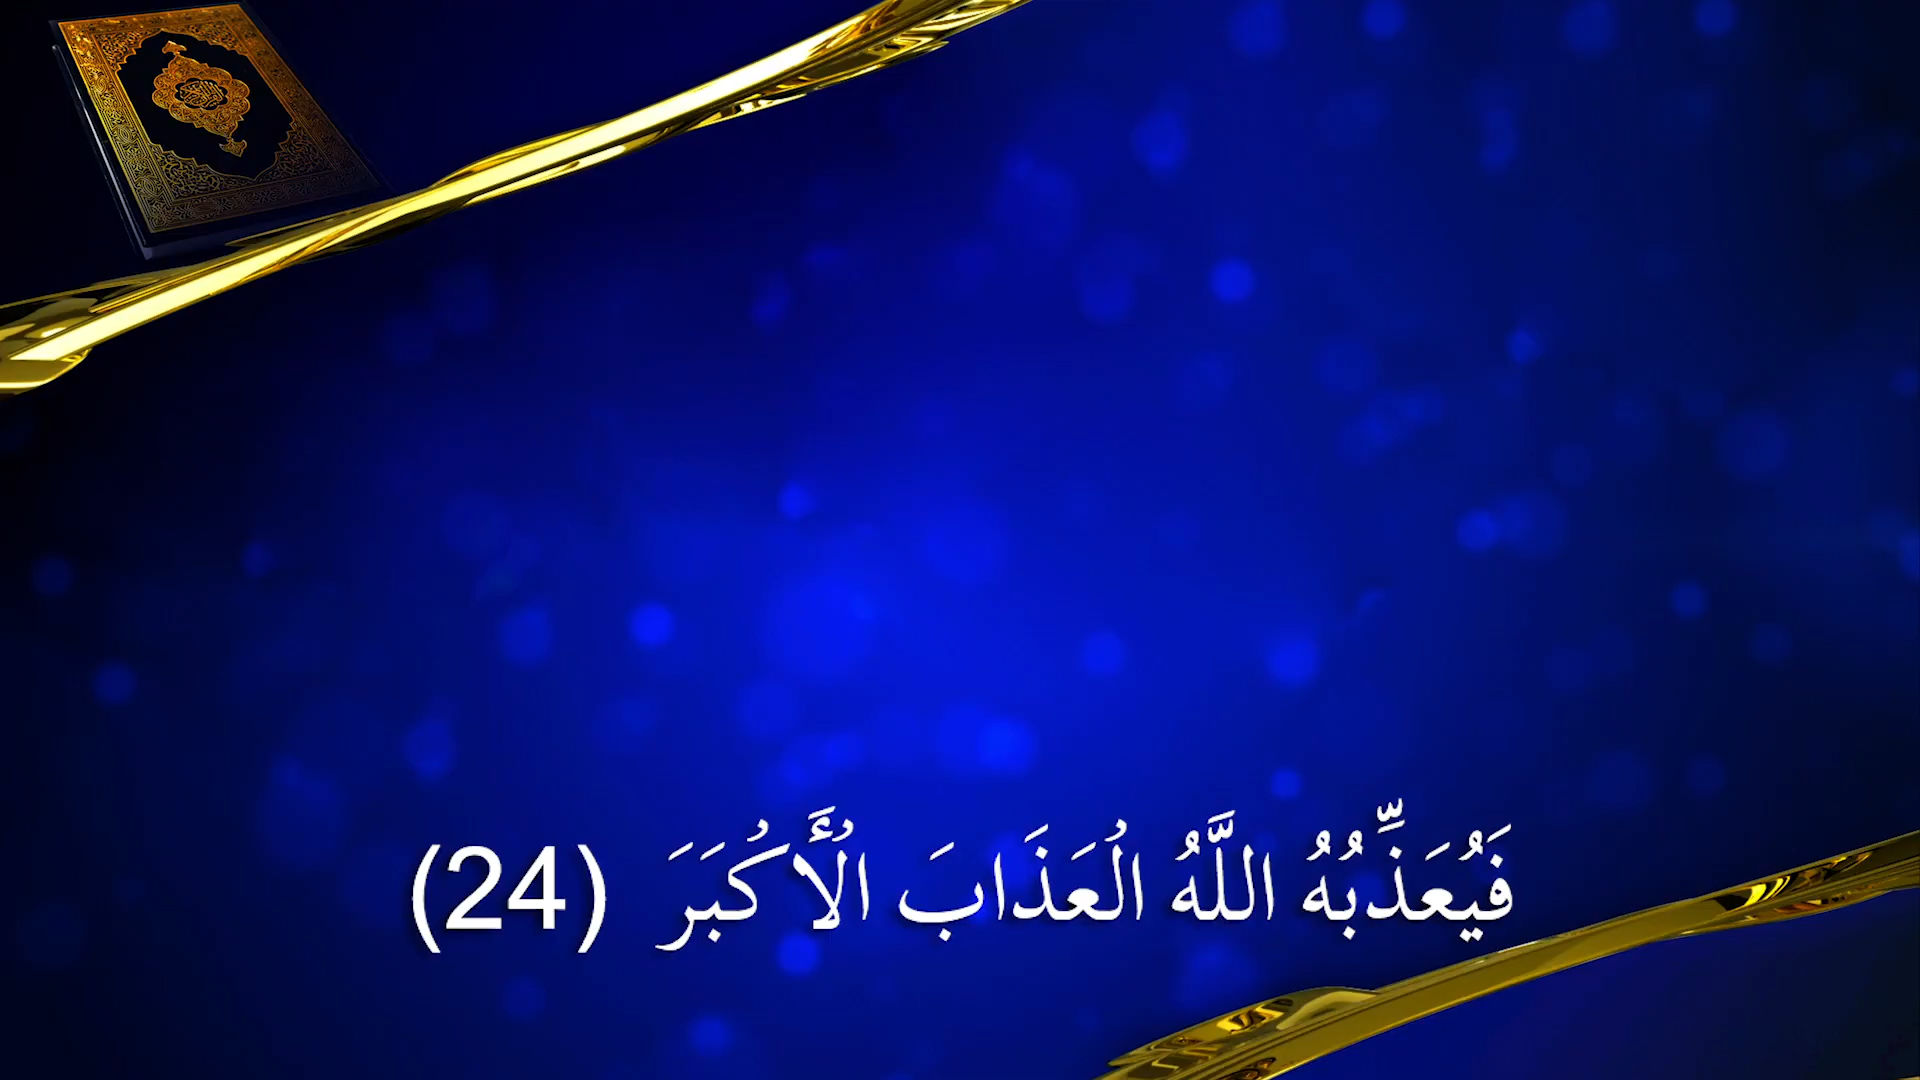 فَيُعَذِّبُهُ اللَّهُ الْعَذَابَ الْأَكْبَرَ (24)